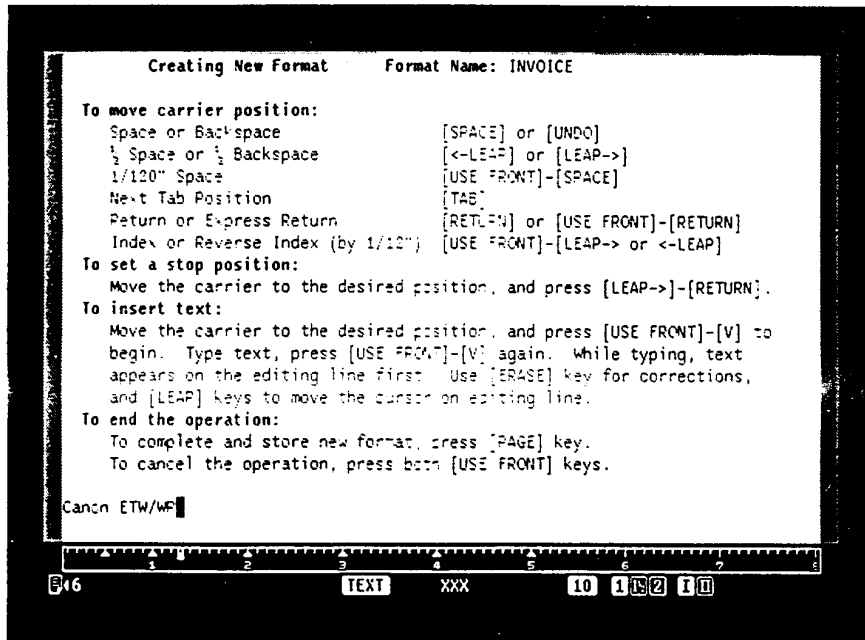 Creating New Format Format Name: INVOICE
To move carrier position:
Space or Backspace [SPACE] or [UNDO]
½ Space or ½ Backspace [<-LEAP] or [LEAP->]
1/120" Space [USE FRONT]-[SPACE]
Next Tab Position [TAB]
Return or Express Return [RETURN] or [USE FRONT]-[RETURN]
Index or Reverse Index (by 1/12") [USE FRONT]-[LEAP-> or <-LEAP]
To set a stop position:
Move the carrier to the desired position, and press [LEAP->]-[RETURN].
To insert text:
Move the carrier to the desired position, and press [USE FRONT]-[V] to
begin. Type text, press [USE FRONT]-[V] again. While typing, text
appears on the editing line first. Use [ERASE] key for corrections,
and [LEAP] keys to move the cursor on editing line.
To end the operation:
To complete and store new format, press [PAGE] key.
To cancel the operation, press both [USE FRONT] keys.
Canon ETW/WP
1 2 3 4 5 6 7 8
46 TEXT XXX 10 1 2 I II